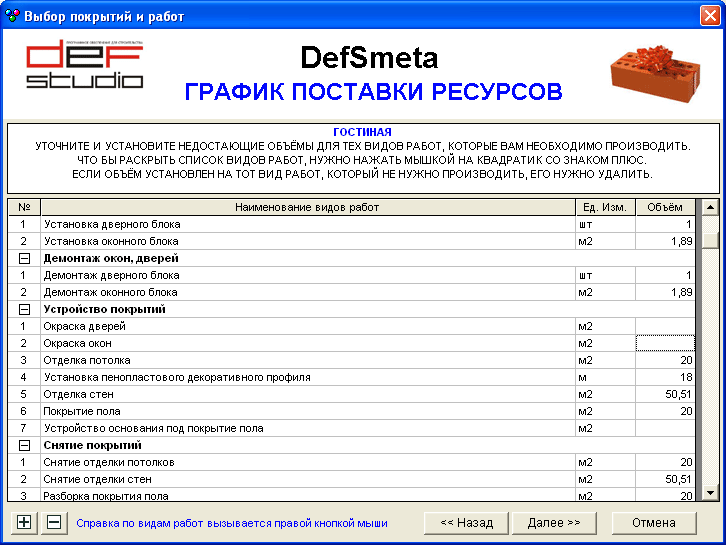 Выбор покрытий и работ
ПРОГРАММНОЕ ОБЕСПЕЧЕНИЕ ДЛЯ СТРОИТЕЛЬСТВА
def
studio
DefSmeta
ГРАФИК ПОСТАВКИ РЕСУРСОВ
ГОСТИНАЯ
УТОЧНИТЕ И УСТАНОВИТЕ НЕДОСТАЮЩИЕ ОБЪЁМЫ ДЛЯ ТЕХ ВИДОВ РАБОТ, КОТОРЫЕ ВАМ НЕОБХОДИМО ПРОИЗВОДИТЬ.
ЧТО БЫ РАСКРЫТЬ СПИСОК ВИДОВ РАБОТ, НУЖНО НАЖАТЬ МЫШКОЙ НА КВАДРАТИК СО ЗНАКОМ ПЛЮС.
ЕСЛИ ОБЪЁМ УСТАНОВЛЕН НА ТОТ ВИД РАБОТ, КОТОРЫЙ НЕ НУЖНО ПРОИЗВОДИТЬ, ЕГО НУЖНО УДАЛИТЬ.
№ Наименование видов работ Ед. Изм. Объём
1 Установка дверного блока шт 1
2 Установка оконного блока м2 1,89
Демонтаж окон, дверей
1 Демонтаж дверного блока шт 1
2 Демонтаж оконного блока м2 1,89
Устройство покрытий
1 Окраска дверей м2
2 Окраска окон м2
3 Отделка потолка м2 20
4 Установка пенопластового декоративного профиля м 18
5 Отделка стен м2 50,51
6 Покрытие пола м2 20
7 Устройство основания под покрытие пола м2
Снятие покрытий
1 Снятие отделки потолков м2 20
2 Снятие отделки стен м2 50,51
3 Разборка покрытия пола м2 20
Справка по видам работ вызывается правой кнопкой мыши << Назад Далее >> Отмена